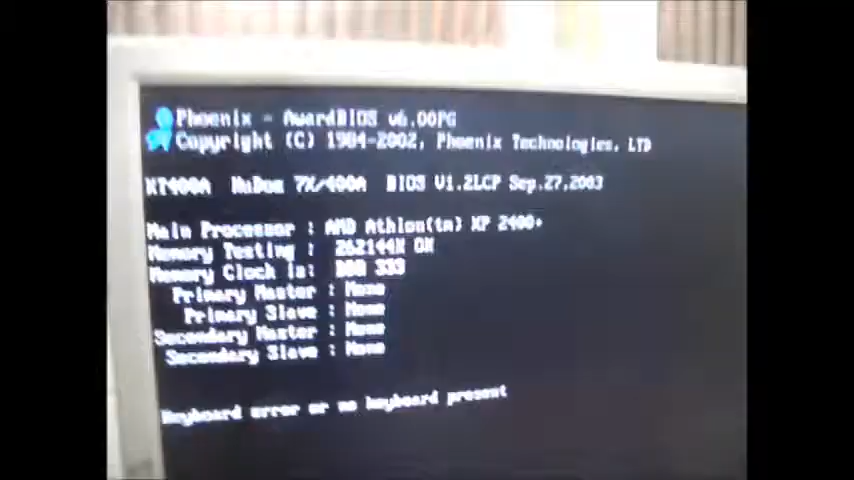 Phoenix - AwardBIOS v6.00PG
Copyright (C) 1984-2002, Phoenix Technologies, LTD
KT400A NuDog 7X/400A BIOS V1.2LCP Sep.27,2003
Main Processor : AMD Athlon(tm) XP 2400+
Memory Testing : 262144K OK
Memory Clock is: DDR 333
Primary Master : None
Primary Slave : None
Secondary Master : None
Secondary Slave : None
Keyboard error or no keyboard present